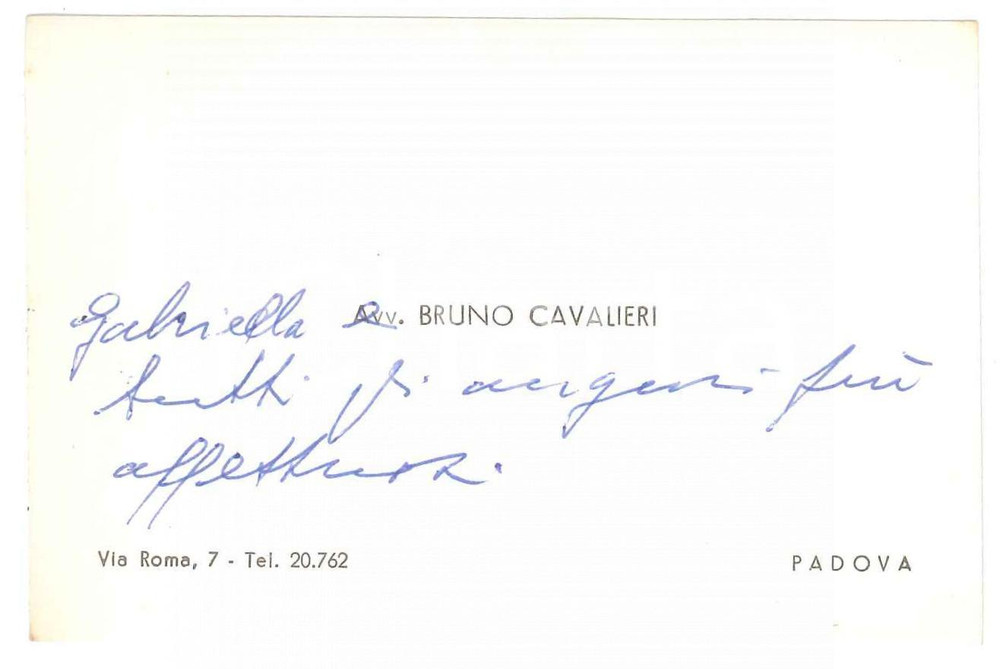 Gabriella e Avv. BRUNO CAVALIERI
tutti gli auguri più
affettuosi.
Via Roma, 7 - Tel. 20.762 PADOVA